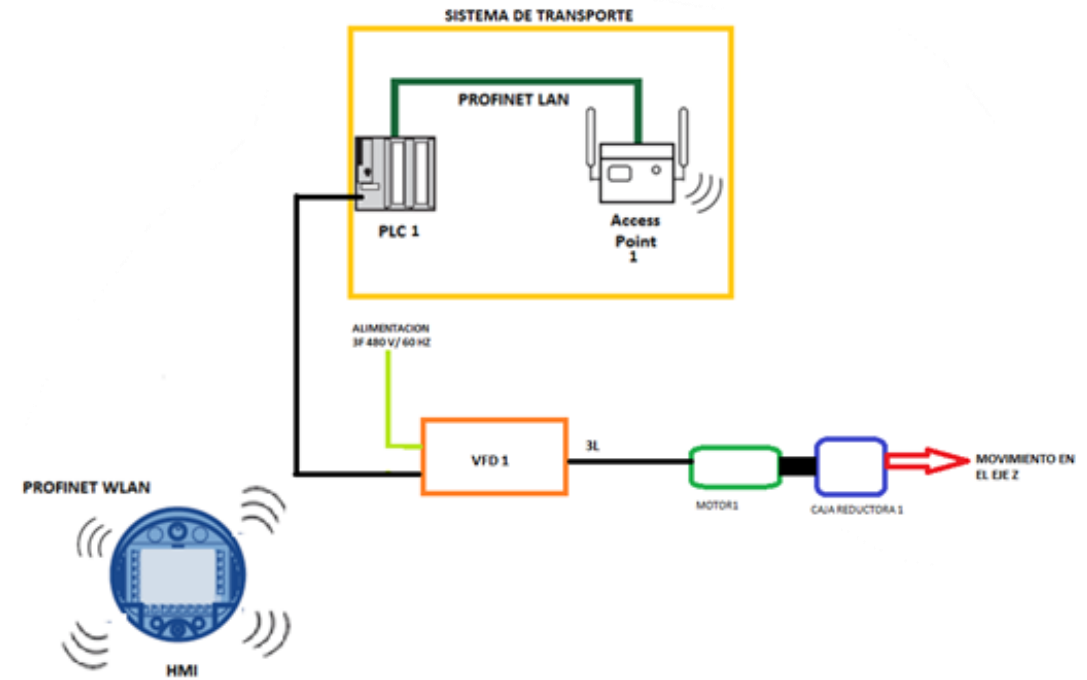 SISTEMA DE TRANSPORTE
PROFINET LAN
PLC 1
Access
Point
1
ALIMENTACION
3F 480 V/ 60 HZ
VFD 1
3L
MOTOR1
CAJA REDUCTORA 1
MOVIMIENTO EN
EL EJE Z
PROFINET WLAN
HMI